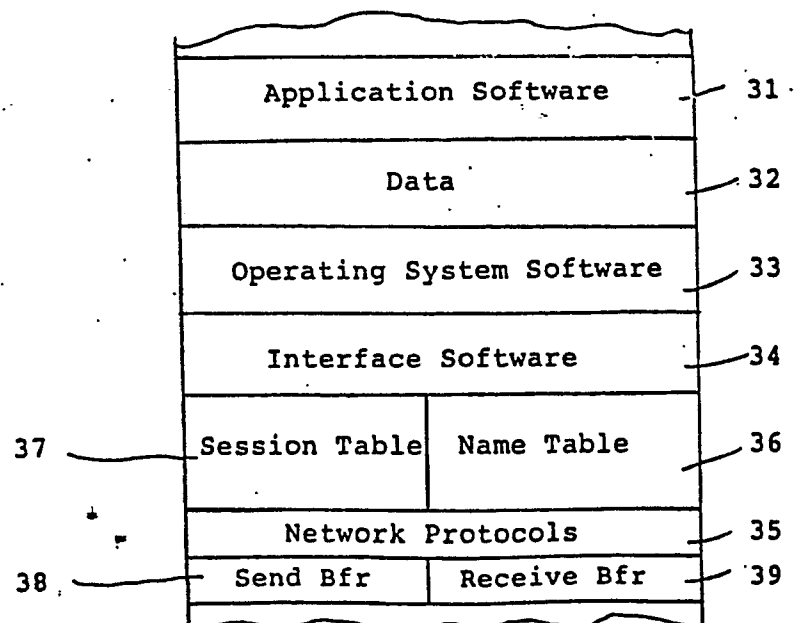 Application Software 31
Data 32
Operating System Software 33
Interface Software 34
37 Session Table Name Table 36
Network Protocols 35
38 Send Bfr Receive Bfr 39